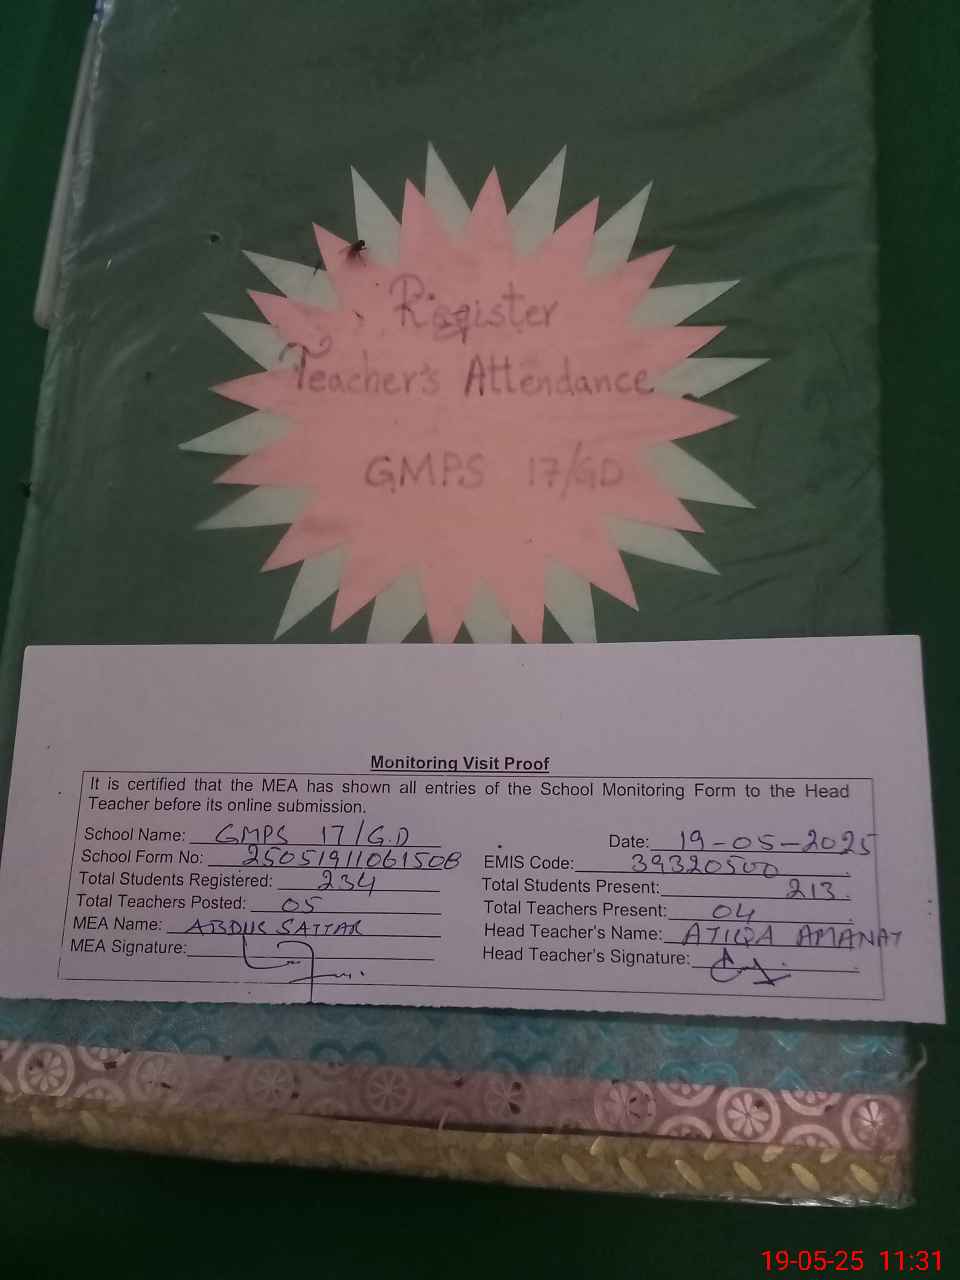 Register
Teacher's Attendance
GMPS 17/GD
Monitoring Visit Proof
It is certified that the MEA has shown all entries of the School Monitoring Form to the Head
Teacher before its online submission.
School Name: GMPS 17/G.D Date: 19-05-2025
School Form No: 25051911061508 EMIS Code: 39320500
Total Students Registered: 234 Total Students Present: 213
Total Teachers Posted: 05 Total Teachers Present: 04
MEA Name: ABDUS SATTAR Head Teacher's Name: ATIQA AMANAT
MEA Signature: Head Teacher's Signature:
19-05-25 11:31